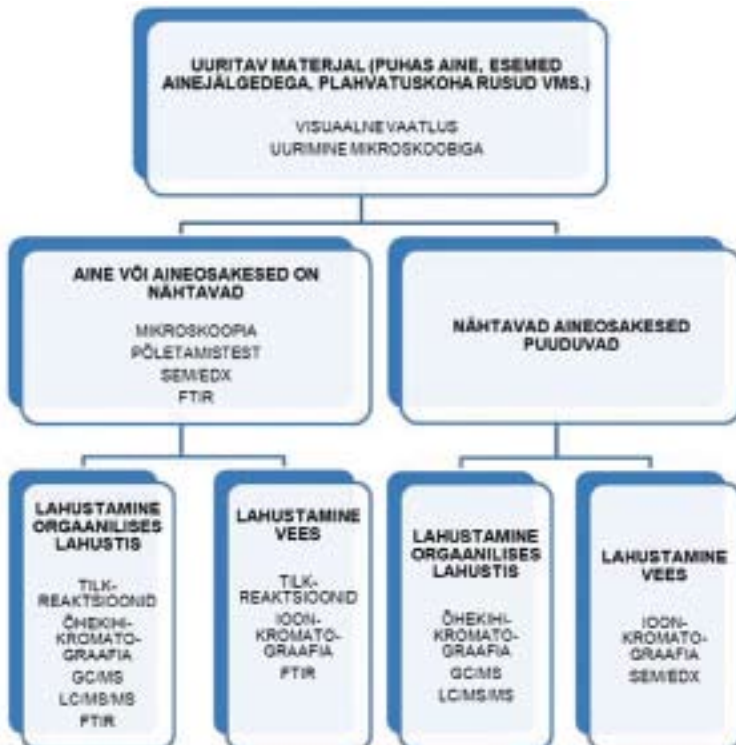 UURITAV MATERJAL (PUHAS AINE, ESEMED
AINEJÄLGEDEGA, PLAHVATUSKOHA RUSUD VMS.)
VISUAALNE VAATLUS
UURIMINE MIKROSKOOBIGA
AINE VÕI AINEOSAKESED ON
NÄHTAVAD
MIKROSKOOPIA
PÕLETAMISTEST
SEM/EDX
FTIR
NÄHTAVAD AINEOSAKESED
PUUDUVAD
LAHUSTAMINE
ORGAANILISES
LAHUSTIS
TILK-
REAKTSIOONID
ÕHEKIHI-
KROMATO-
GRAAFIA
GC/MS
LC/MS/MS
FTIR
LAHUSTAMINE
VEES
TILK-
REAKTSIOONID
IOON-
KROMATO-
GRAAFIA
FTIR
LAHUSTAMINE
ORGAANILISES
LAHUSTIS
ÕHEKIHI-
KROMATO-
GRAAFIA
GC/MS
LC/MS/MS
LAHUSTAMINE
VEES
IOON-
KROMATO-
GRAAFIA
SEM/EDX